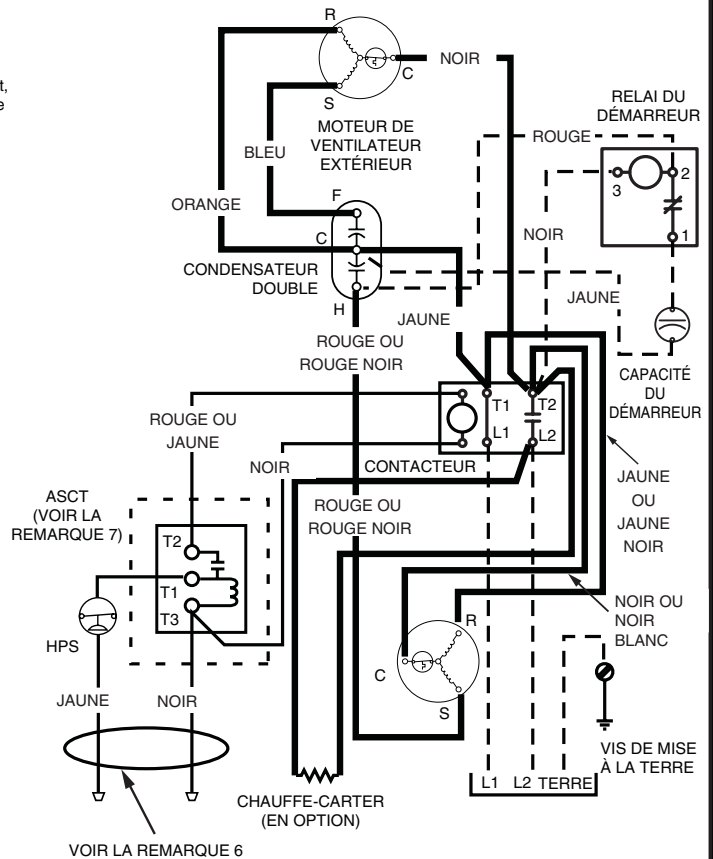 t,
e
R
C
NOIR
S
MOTEUR DE
VENTILATEUR
EXTÉRIEUR
BLEU
ORANGE
RELAI DU
DÉMARREUR
ROUGE
3
2
1
NOIR
F
C
H
CONDENSATEUR
DOUBLE
JAUNE
JAUNE
CAPACITÉ
DU
DÉMARREUR
ROUGE OU
ROUGE NOIR
T1
T2
L1
L2
CONTACTEUR
ROUGE OU
JAUNE
NOIR
JAUNE
OU
JAUNE
NOIR
ASCT
(VOIR LA
REMARQUE 7)
ROUGE OU
ROUGE NOIR
T2
T1
T3
HPS
NOIR OU
NOIR
BLANC
R
C
S
JAUNE
NOIR
VIS DE MISE
À LA TERRE
L1 L2 TERRE
CHAUFFE-CARTER
(EN OPTION)
VOIR LA REMARQUE 6